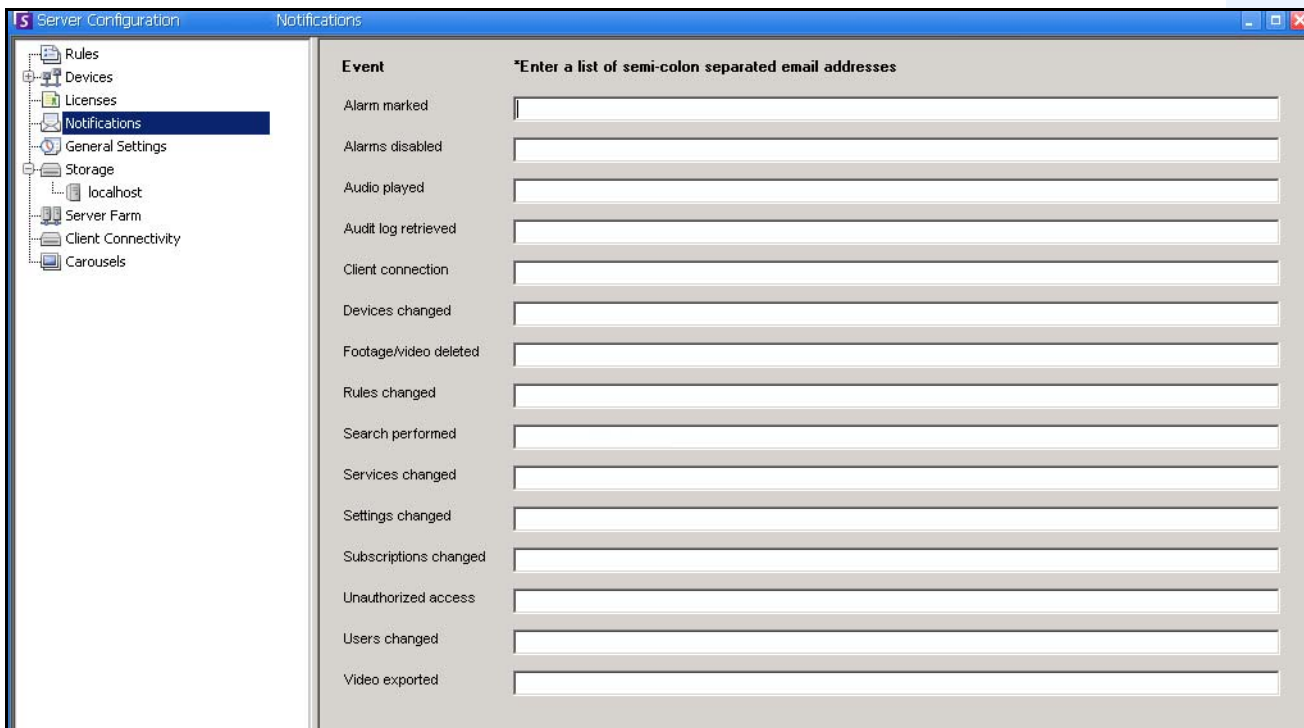 S Server Configuration Notifications
Rules
Devices
Licenses
Notifications
General Settings
Storage
localhost
Server Farm
Client Connectivity
Carousels
Event *Enter a list of semi-colon separated email addresses
Alarm marked
Alarms disabled
Audio played
Audit log retrieved
Client connection
Devices changed
Footage/video deleted
Rules changed
Search performed
Services changed
Settings changed
Subscriptions changed
Unauthorized access
Users changed
Video exported